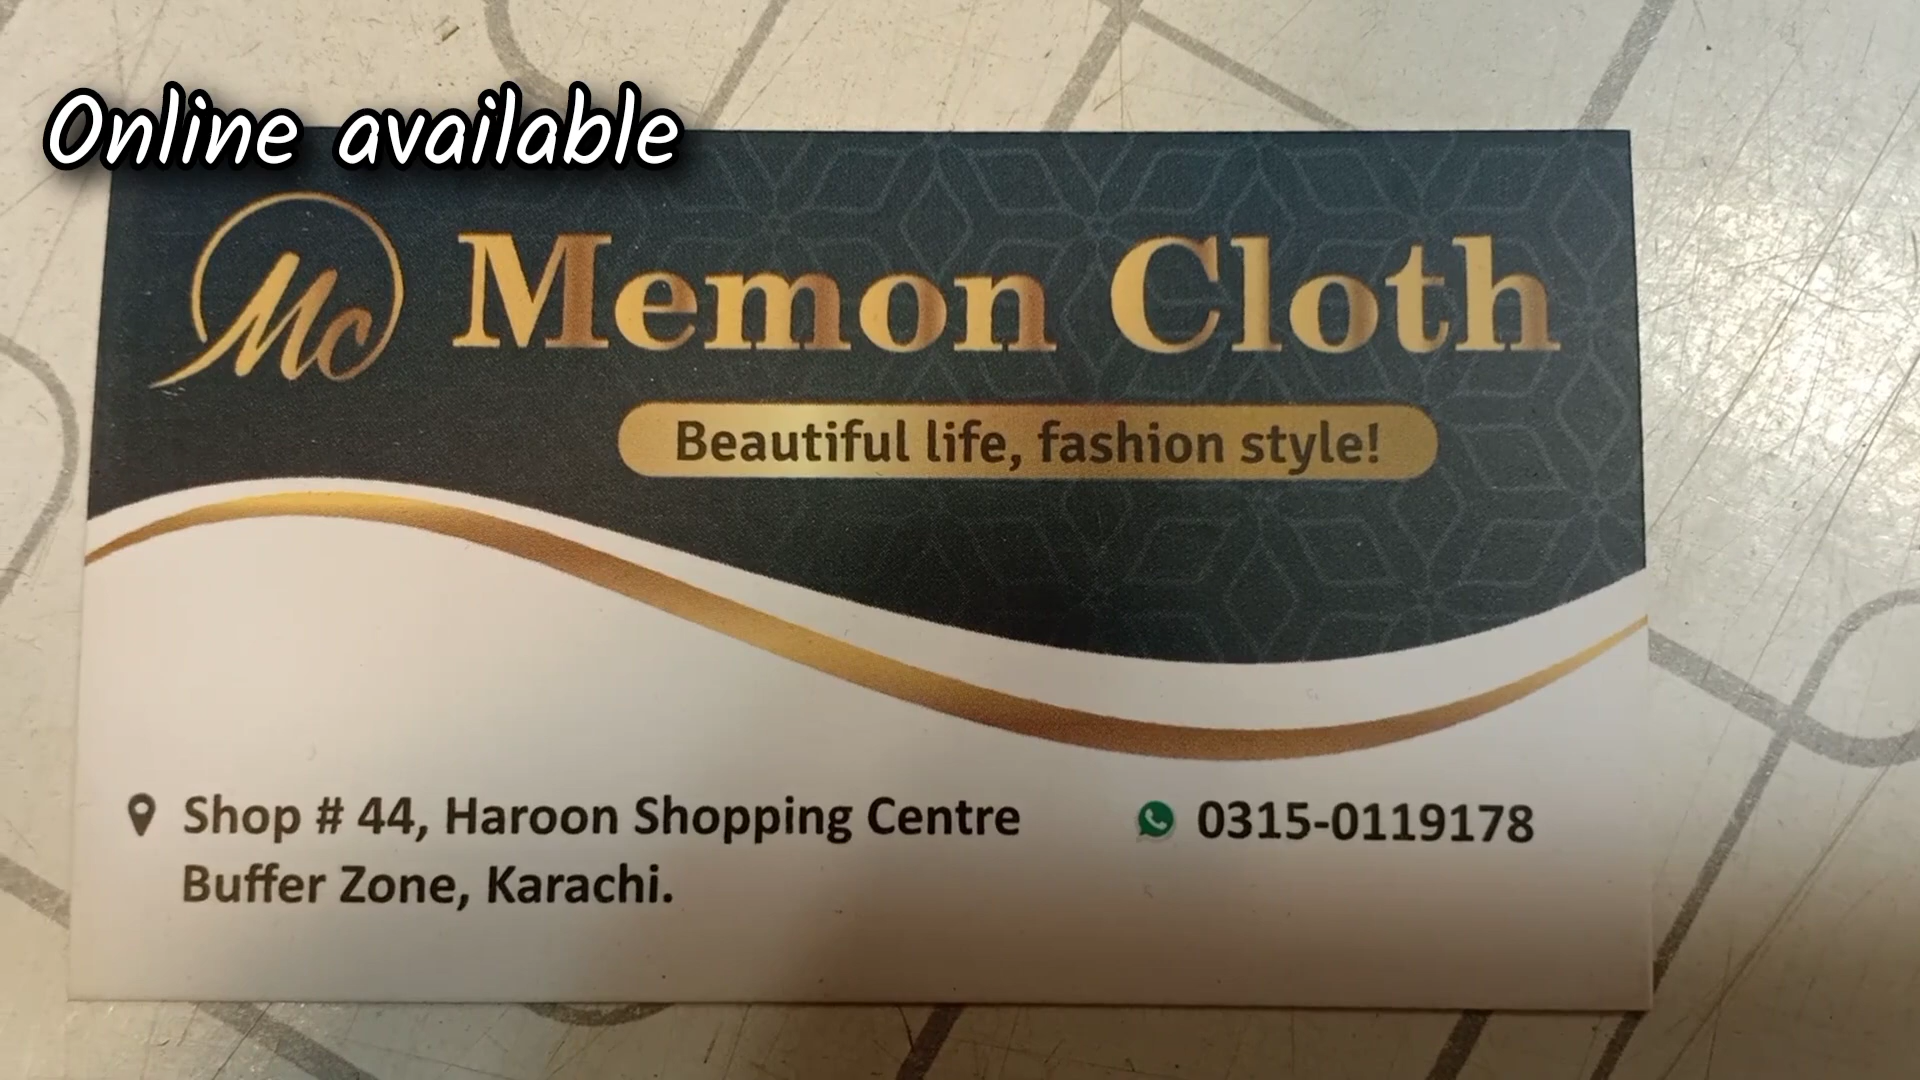 Online available
Mc
Memon Cloth
Beautiful life, fashion style!
Shop # 44, Haroon Shopping Centre
Buffer Zone, Karachi.
0315-0119178